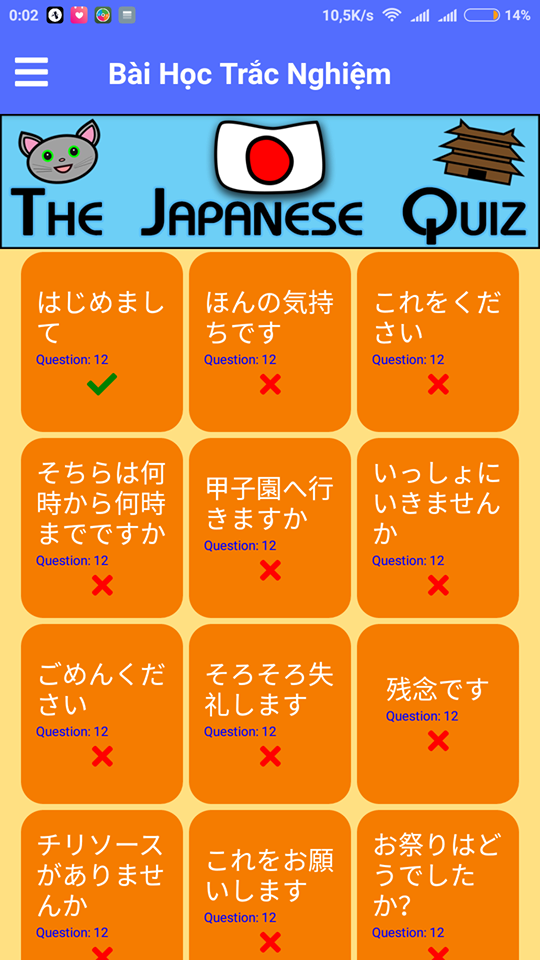 0:02 10,5K/s 14%
Bài Học Trắc Nghiệm
THE JAPANESE QUIZ
はじめまし
て
Question: 12
ほんの気持
ちです
Question: 12
これをくだ
さい
Question: 12
そちらは何
時から何時
までですか
Question: 12
甲子園へ行
きますか
Question: 12
いっしょに
いきません
か
Question: 12
ごめんくだ
さい
Question: 12
そろそろ失
礼します
Question: 12
残念です
Question: 12
チリソース
がありませ
んか
Question: 12
これをお願
いします
Question: 12
お祭りはど
うでした
か?
Question: 12